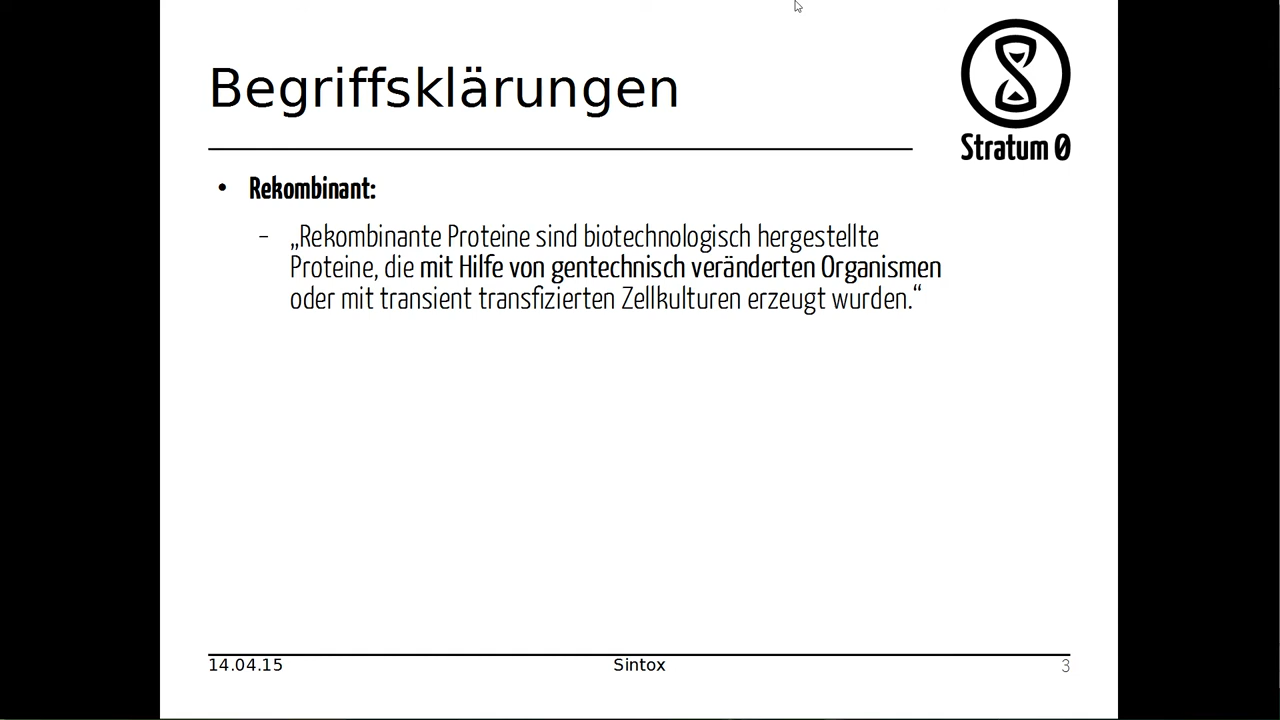 Begriffsklärungen
Stratum 0
• Rekombinant:
– „Rekombinante Proteine sind biotechnologisch hergestellte
Proteine, die mit Hilfe von gentechnisch veränderten Organismen
oder mit transient transfizierten Zellkulturen erzeugt wurden.“
14.04.15 Sintox 3